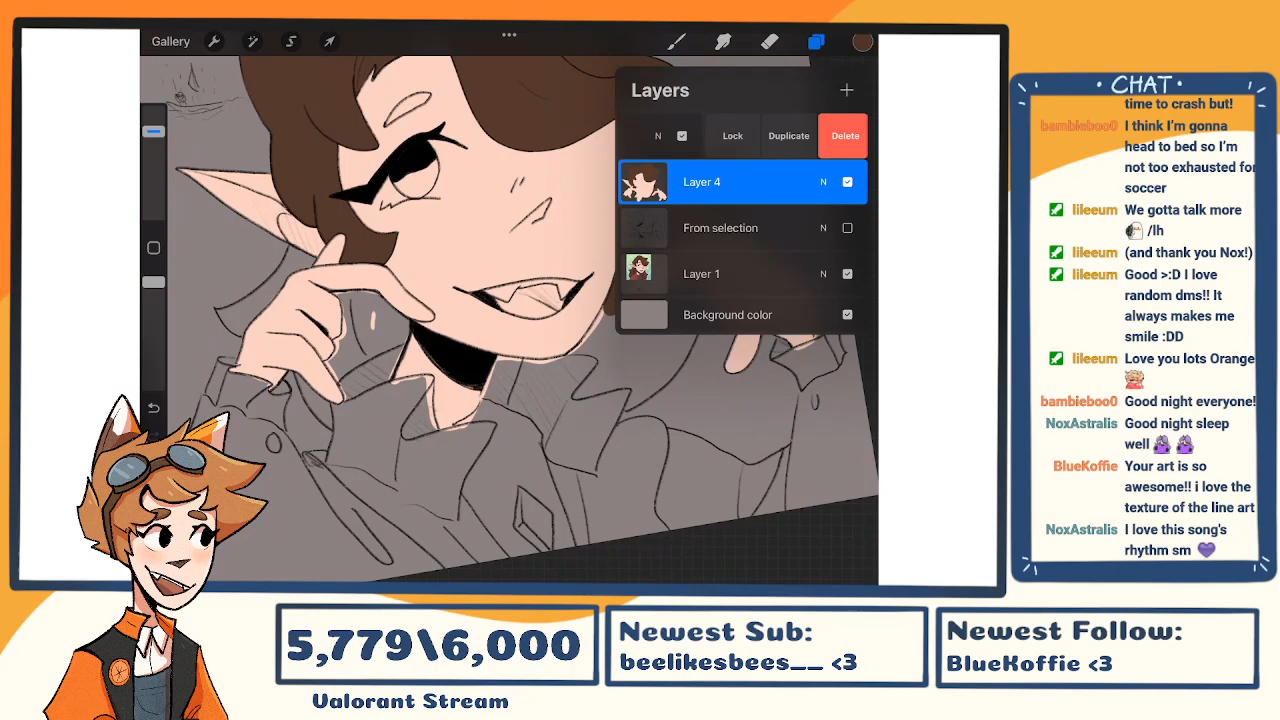 Gallery
Layers
N
Lock
Duplicate
Delete
Layer 4
N
From selection
N
Layer 1
N
Background color
• CHAT •
time to crash but!
bambieboo0 I think I'm gonna
head to bed so I'm
not too exhausted for
soccer
lileeum We gotta talk more
/lh
lileeum (and thank you Nox!)
lileeum Good >:D I love
random dms!! It
always makes me
smile :DD
lileeum Love you lots Orange
bambieboo0 Good night everyone!
NoxAstralis Good night sleep
well
BlueKoffie Your art is so
awesome!! i love the
texture of the line art
NoxAstralis I love this song's
rhythm sm
5,779\6,000
Valorant Stream
Newest Sub:
beelikesbees__ <3
Newest Follow:
BlueKoffie <3